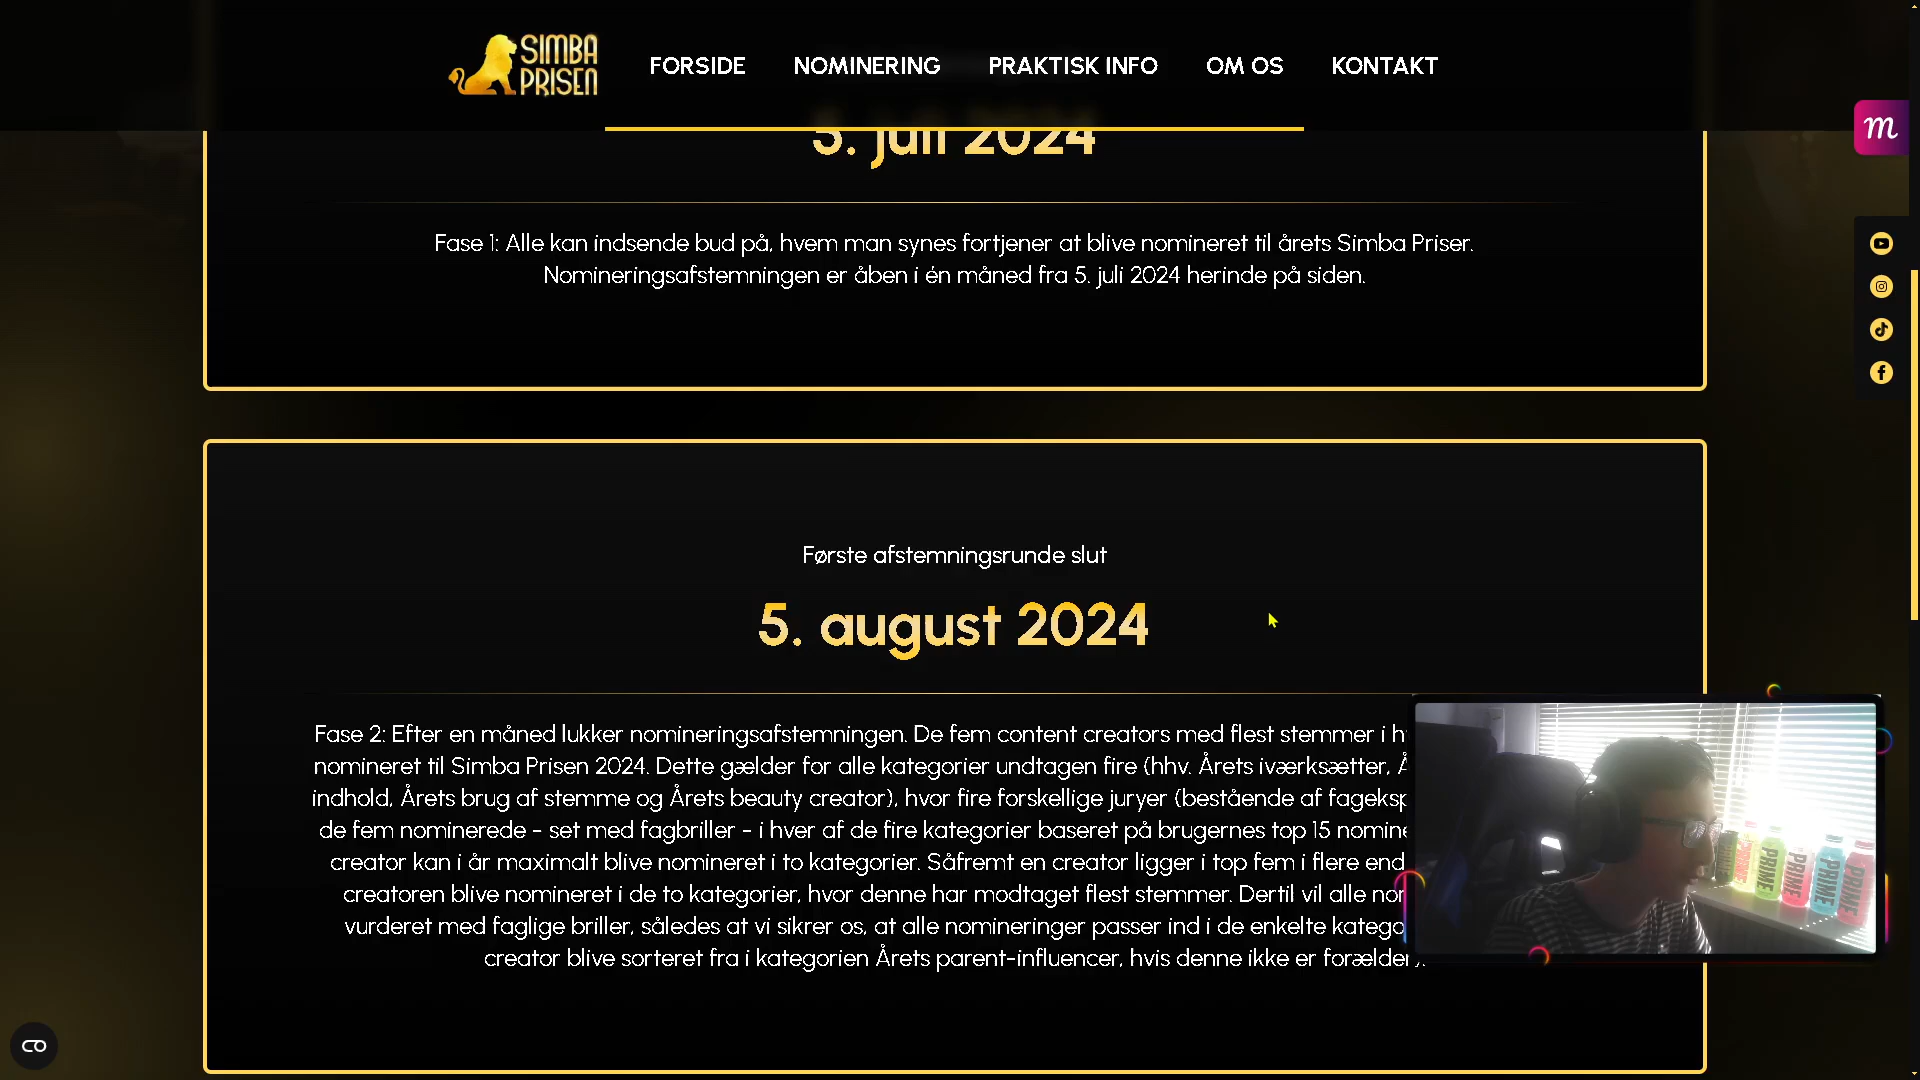 SIMBA
PRISEN
FORSIDE
NOMINERING
PRAKTISK INFO
OM OS
KONTAKT
m
5. juli 2024
Fase 1: Alle kan indsende bud på, hvem man synes fortjener at blive nomineret til årets Simba Priser.
Nomineringsafstemningen er åben i én måned fra 5. juli 2024 herinde på siden.
Første afstemningsrunde slut
5. august 2024
Fase 2: Efter en måned lukker nomineringsafstemningen. De fem content creators med flest stemmer i
nomineret til Simba Prisen 2024. Dette gælder for alle kategorier undtagen fire (hhv. Årets iværksætter,
indhold, Årets brug af stemme og Årets beauty creator), hvor fire forskellige juryer (bestående af
de fem nominerede - set med fagbriller - i hver af de fire kategorier baseret på brugernes top 15
creator kan i år maximalt blive nomineret i to kategorier. Såfremt en creator ligger i top fem i flere
creatoren blive nomineret i de to kategorier, hvor denne har modtaget flest stemmer. Dertil vil alle
vurderet med faglige briller, således at vi sikrer os, at alle nomineringer passer ind i de enkelte
creator blive sorteret fra i kategorien Årets parent-influencer, hvis denne ikke er
PRIME
PRIME
PRIME
PRIME